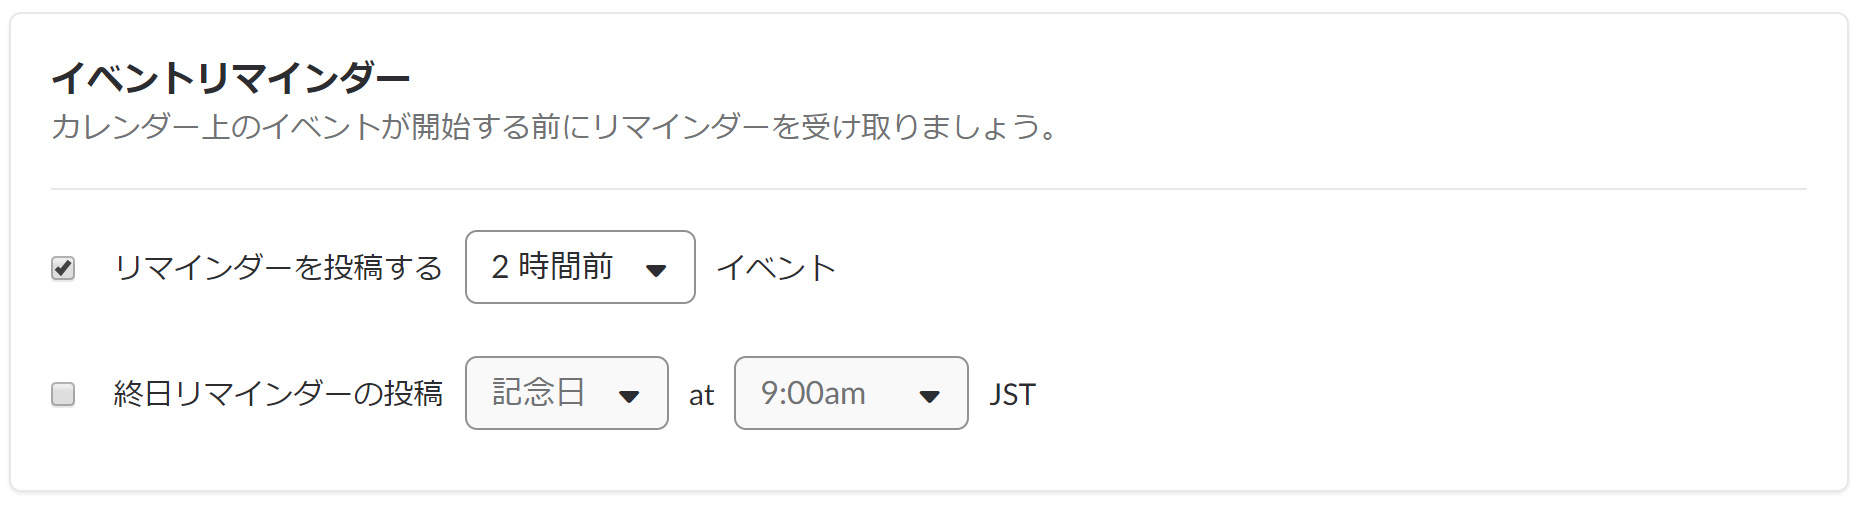 イベントリマインダー
カレンダー上のイベントが開始する前にリマインダーを受け取りましょう。
リマインダーを投稿する 2 時間前 イベント
終日リマインダーの投稿 記念日 at 9:00am JST